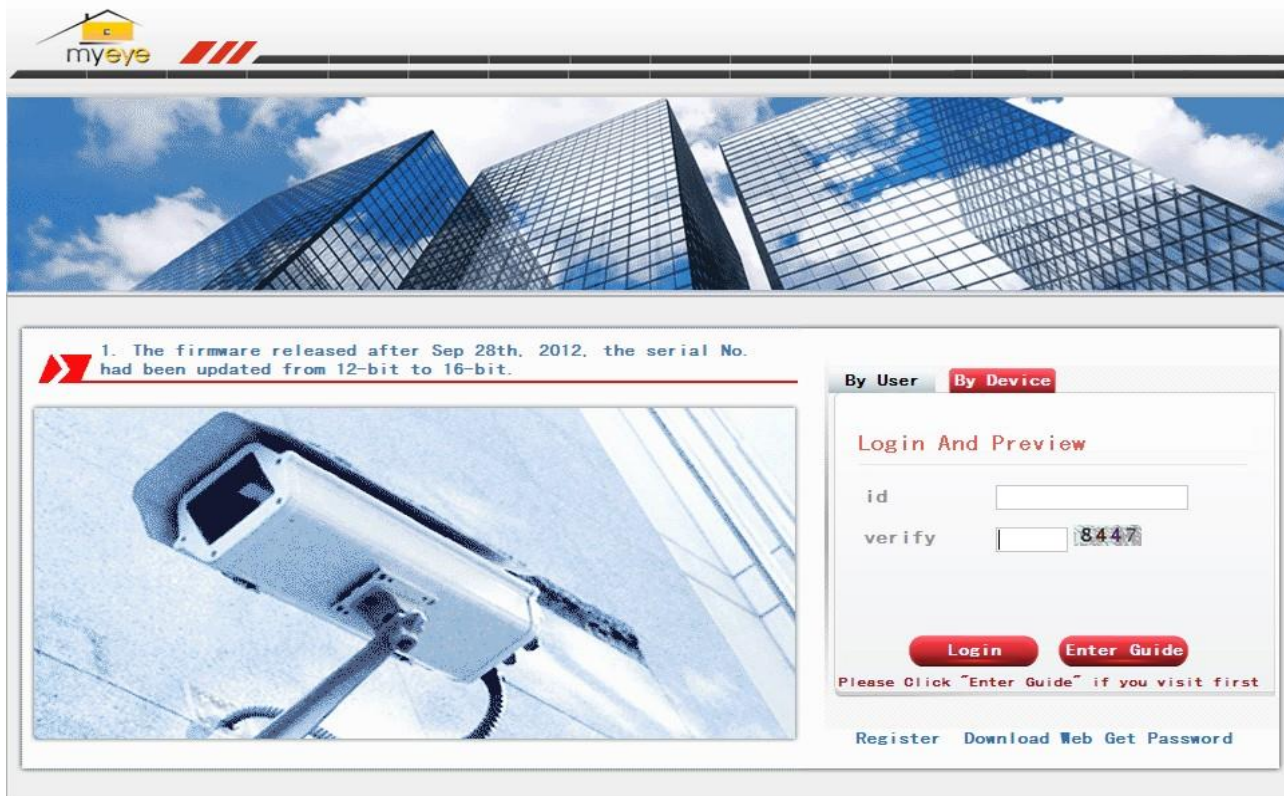 c
myeye
1. The firmware released after Sep 28th, 2012, the serial No.
had been updated from 12-bit to 16-bit.
By User By Device
Login And Preview
id
verify 8447
Login Enter Guide
Please Click "Enter Guide" if you visit first
Register Download Web Get Password